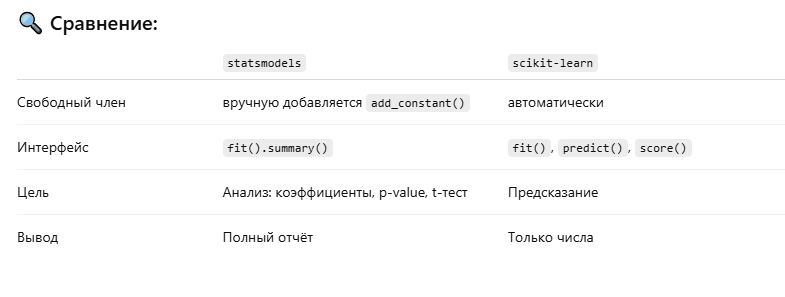 Сравнение:
statsmodels scikit-learn
Свободный член вручную добавляется add_constant() автоматически
Интерфейс fit().summary() fit(), predict(), score()
Цель Анализ: коэффициенты, p-value, t-тест Предсказание
Вывод Полный отчёт Только числа